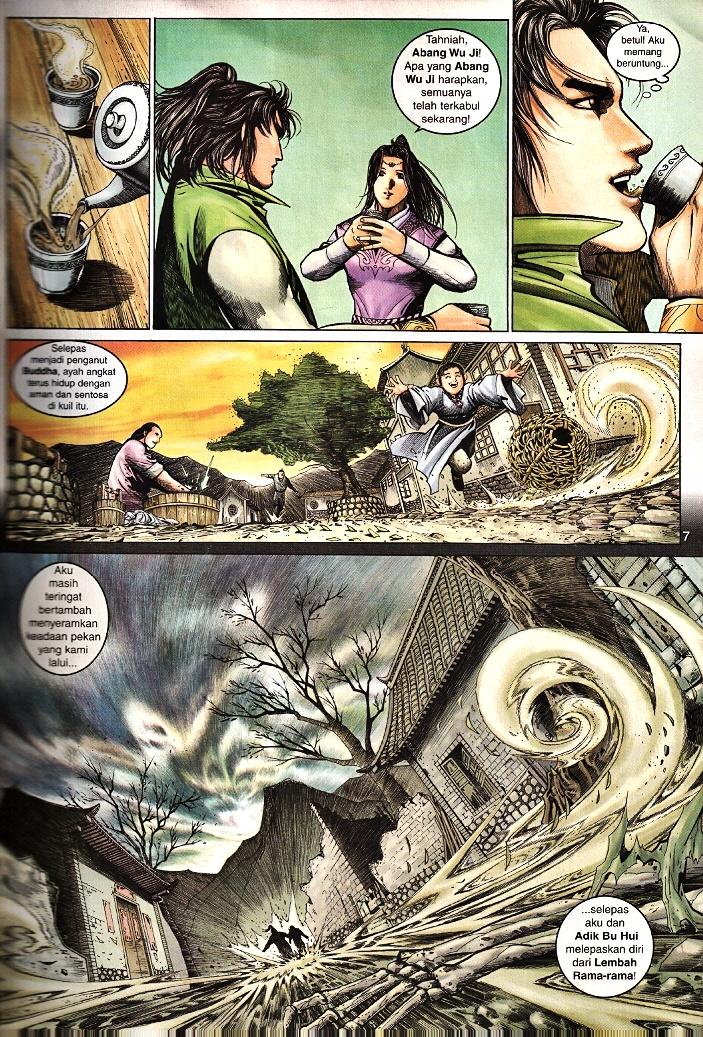 Tahniah,
Abang Wu Ji!
Apa yang Abang
Wu Ji harapkan,
semuanya
telah terkabul
sekarang!
Ya,
betul! Aku
memang
beruntung...
Selepas
menjadi penganut
Buddha, ayah angkat
terus hidup dengan
aman dan sentosa
di kuil itu.
7
Aku
masih
teringat
bertambah
menyeramkan
keadaan pekan
yang kami
lalui...
...selepas
aku dan
Adik Bu Hui
melepaskan diri
dari Lembah
Rama-rama!